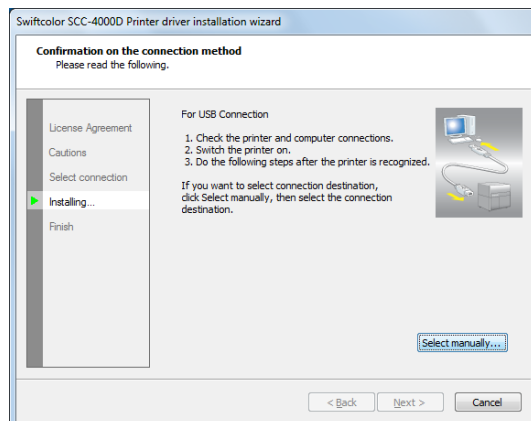 Swiftcolor SCC-4000D Printer driver installation wizard
Confirmation on the connection method
Please read the following.
License Agreement
Cautions
Select connection
Installing...
Finish
For USB Connection
1. Check the printer and computer connections.
2. Switch the printer on.
3. Do the following steps after the printer is recognized.
If you want to select connection destination,
click Select manually, then select the connection
destination.
Select manually...
< Back
Next >
Cancel